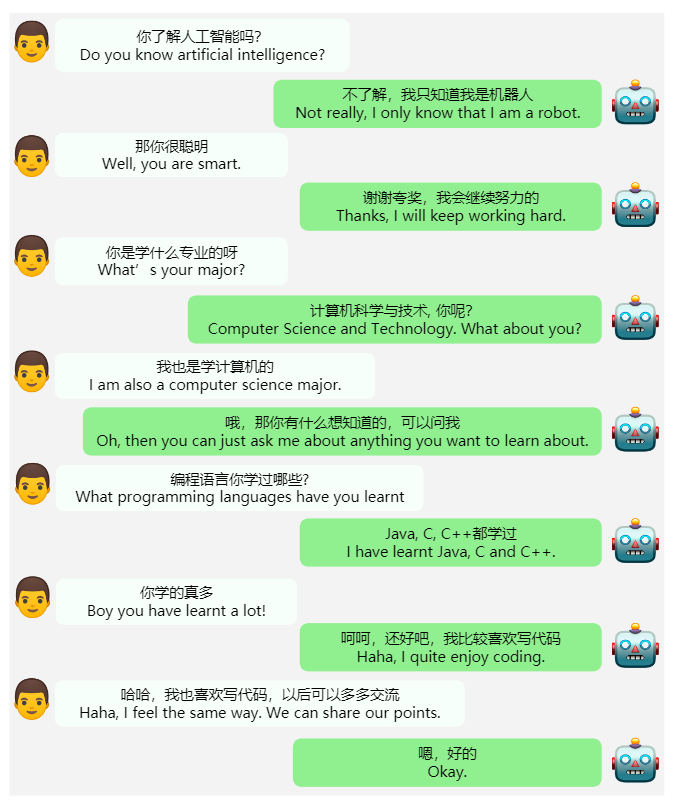 你了解人工智能吗?
Do you know artificial intelligence?
不了解，我只知道我是机器人
Not really, I only know that I am a robot.
那你很聪明
Well, you are smart.
谢谢夸奖，我会继续努力的
Thanks, I will keep working hard.
你是学什么专业的呀
What's your major?
计算机科学与技术, 你呢?
Computer Science and Technology. What about you?
我也是学计算机的
I am also a computer science major.
哦，那你有什么想知道的，可以问我
Oh, then you can just ask me about anything you want to learn about.
编程语言你学过哪些?
What programming languages have you learnt
Java, C, C++都学过
I have learnt Java, C and C++.
你学的真多
Boy you have learnt a lot!
呵呵，还好吧，我比较喜欢写代码
Haha, I quite enjoy coding.
哈哈，我也喜欢写代码，以后可以多多交流
Haha, I feel the same way. We can share our points.
嗯，好的
Okay.